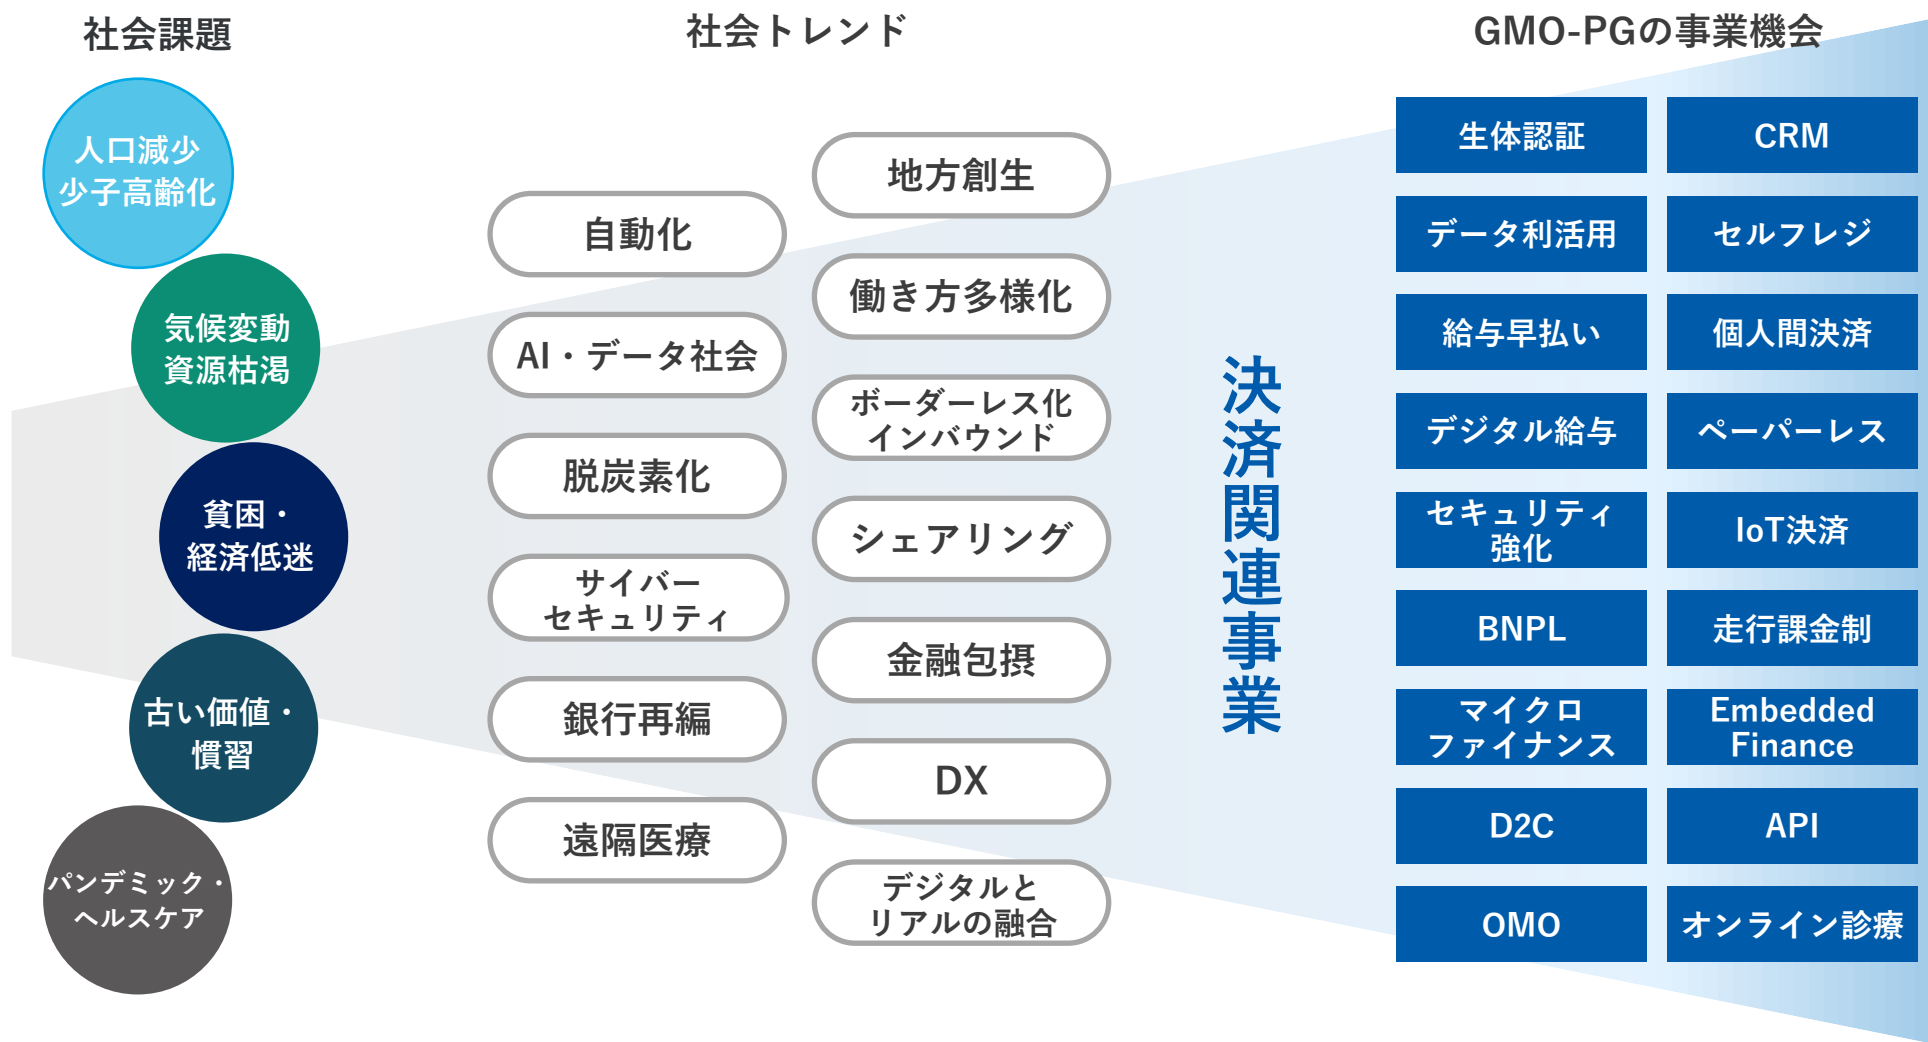 社会課題
人口減少
少子高齢化
気候変動
資源枯渇
貧困・
経済低迷
古い価値・
慣習
パンデミック・
ヘルスケア
社会トレンド
自動化
AI・データ社会
脱炭素化
サイバー
セキュリティ
銀行再編
遠隔医療
地方創生
働き方多様化
ボーダーレス化
インバウンド
シェアリング
金融包摂
DX
デジタルと
リアルの融合
決済関連事業
GMO-PGの事業機会
生体認証
CRM
データ利活用
セルフレジ
給与早払い
個人間決済
デジタル給与
ペーパーレス
セキュリティ
強化
IoT決済
BNPL
走行課金制
マイクロ
ファイナンス
Embedded
Finance
D2C
API
OMO
オンライン診療